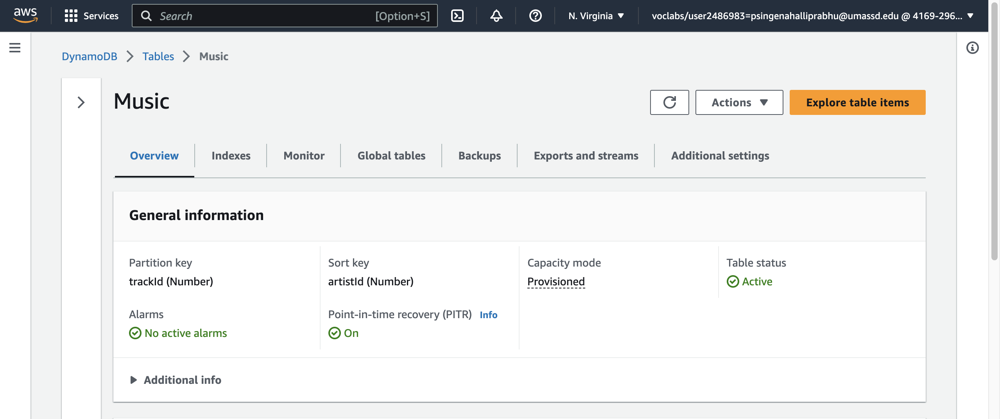 aws Services Search [Option+S] N. Virginia voclabs/user2486983=psingenahalliprabhu@umassd.edu @ 4169-296...
DynamoDB Tables Music
Music Actions Explore table items
Overview Indexes Monitor Global tables Backups Exports and streams Additional settings
General information
Partition key Sort key Capacity mode Table status
trackId (Number) artistId (Number) Provisioned Active
Alarms Point-in-time recovery (PITR) Info
No active alarms On
Additional info